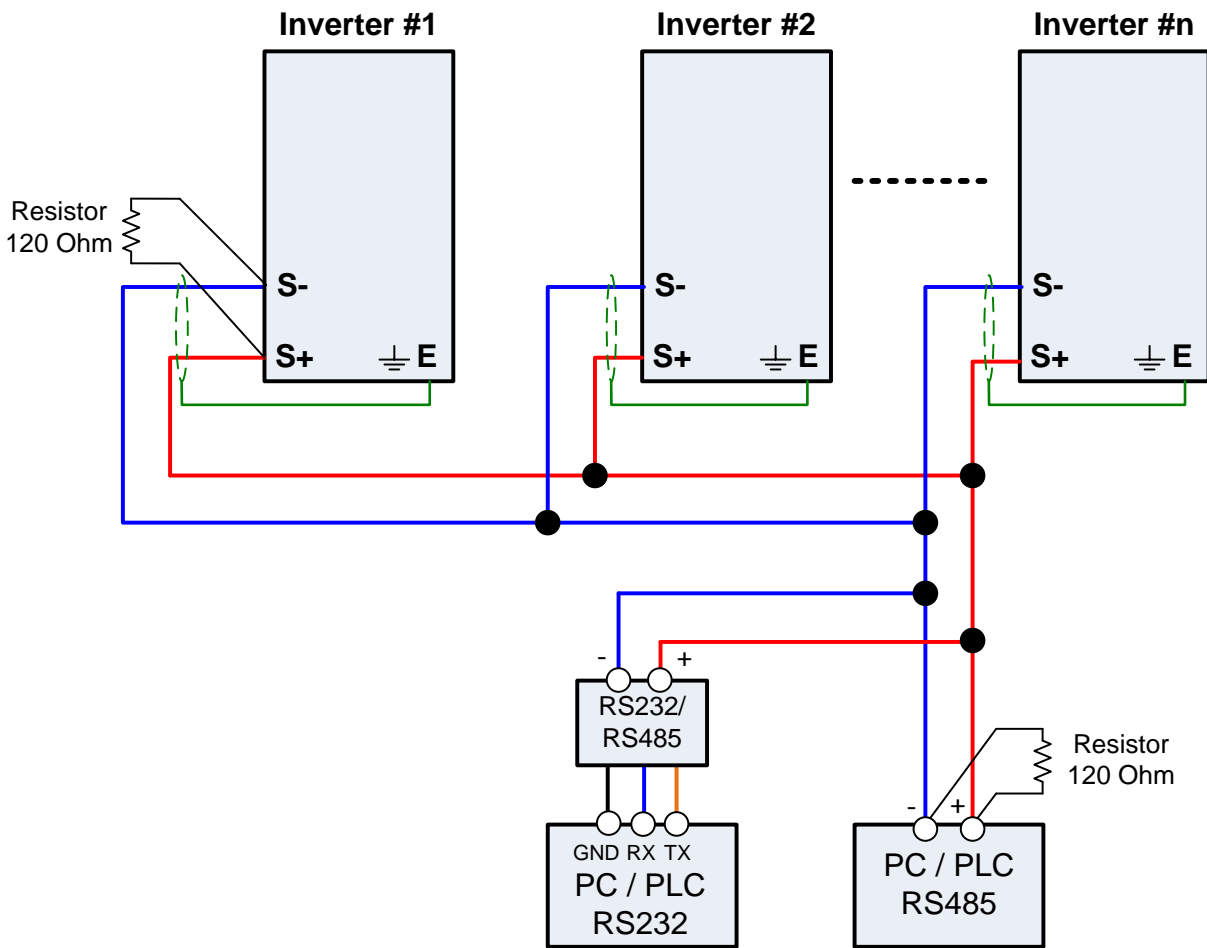 Inverter #1
Inverter #2
Inverter #n
Resistor
120 Ohm
S-
S+
E
S-
S+
E
S-
S+
E
- +
RS232/
RS485
GND RX TX
PC / PLC
RS232
- +
PC / PLC
RS485
Resistor
120 Ohm